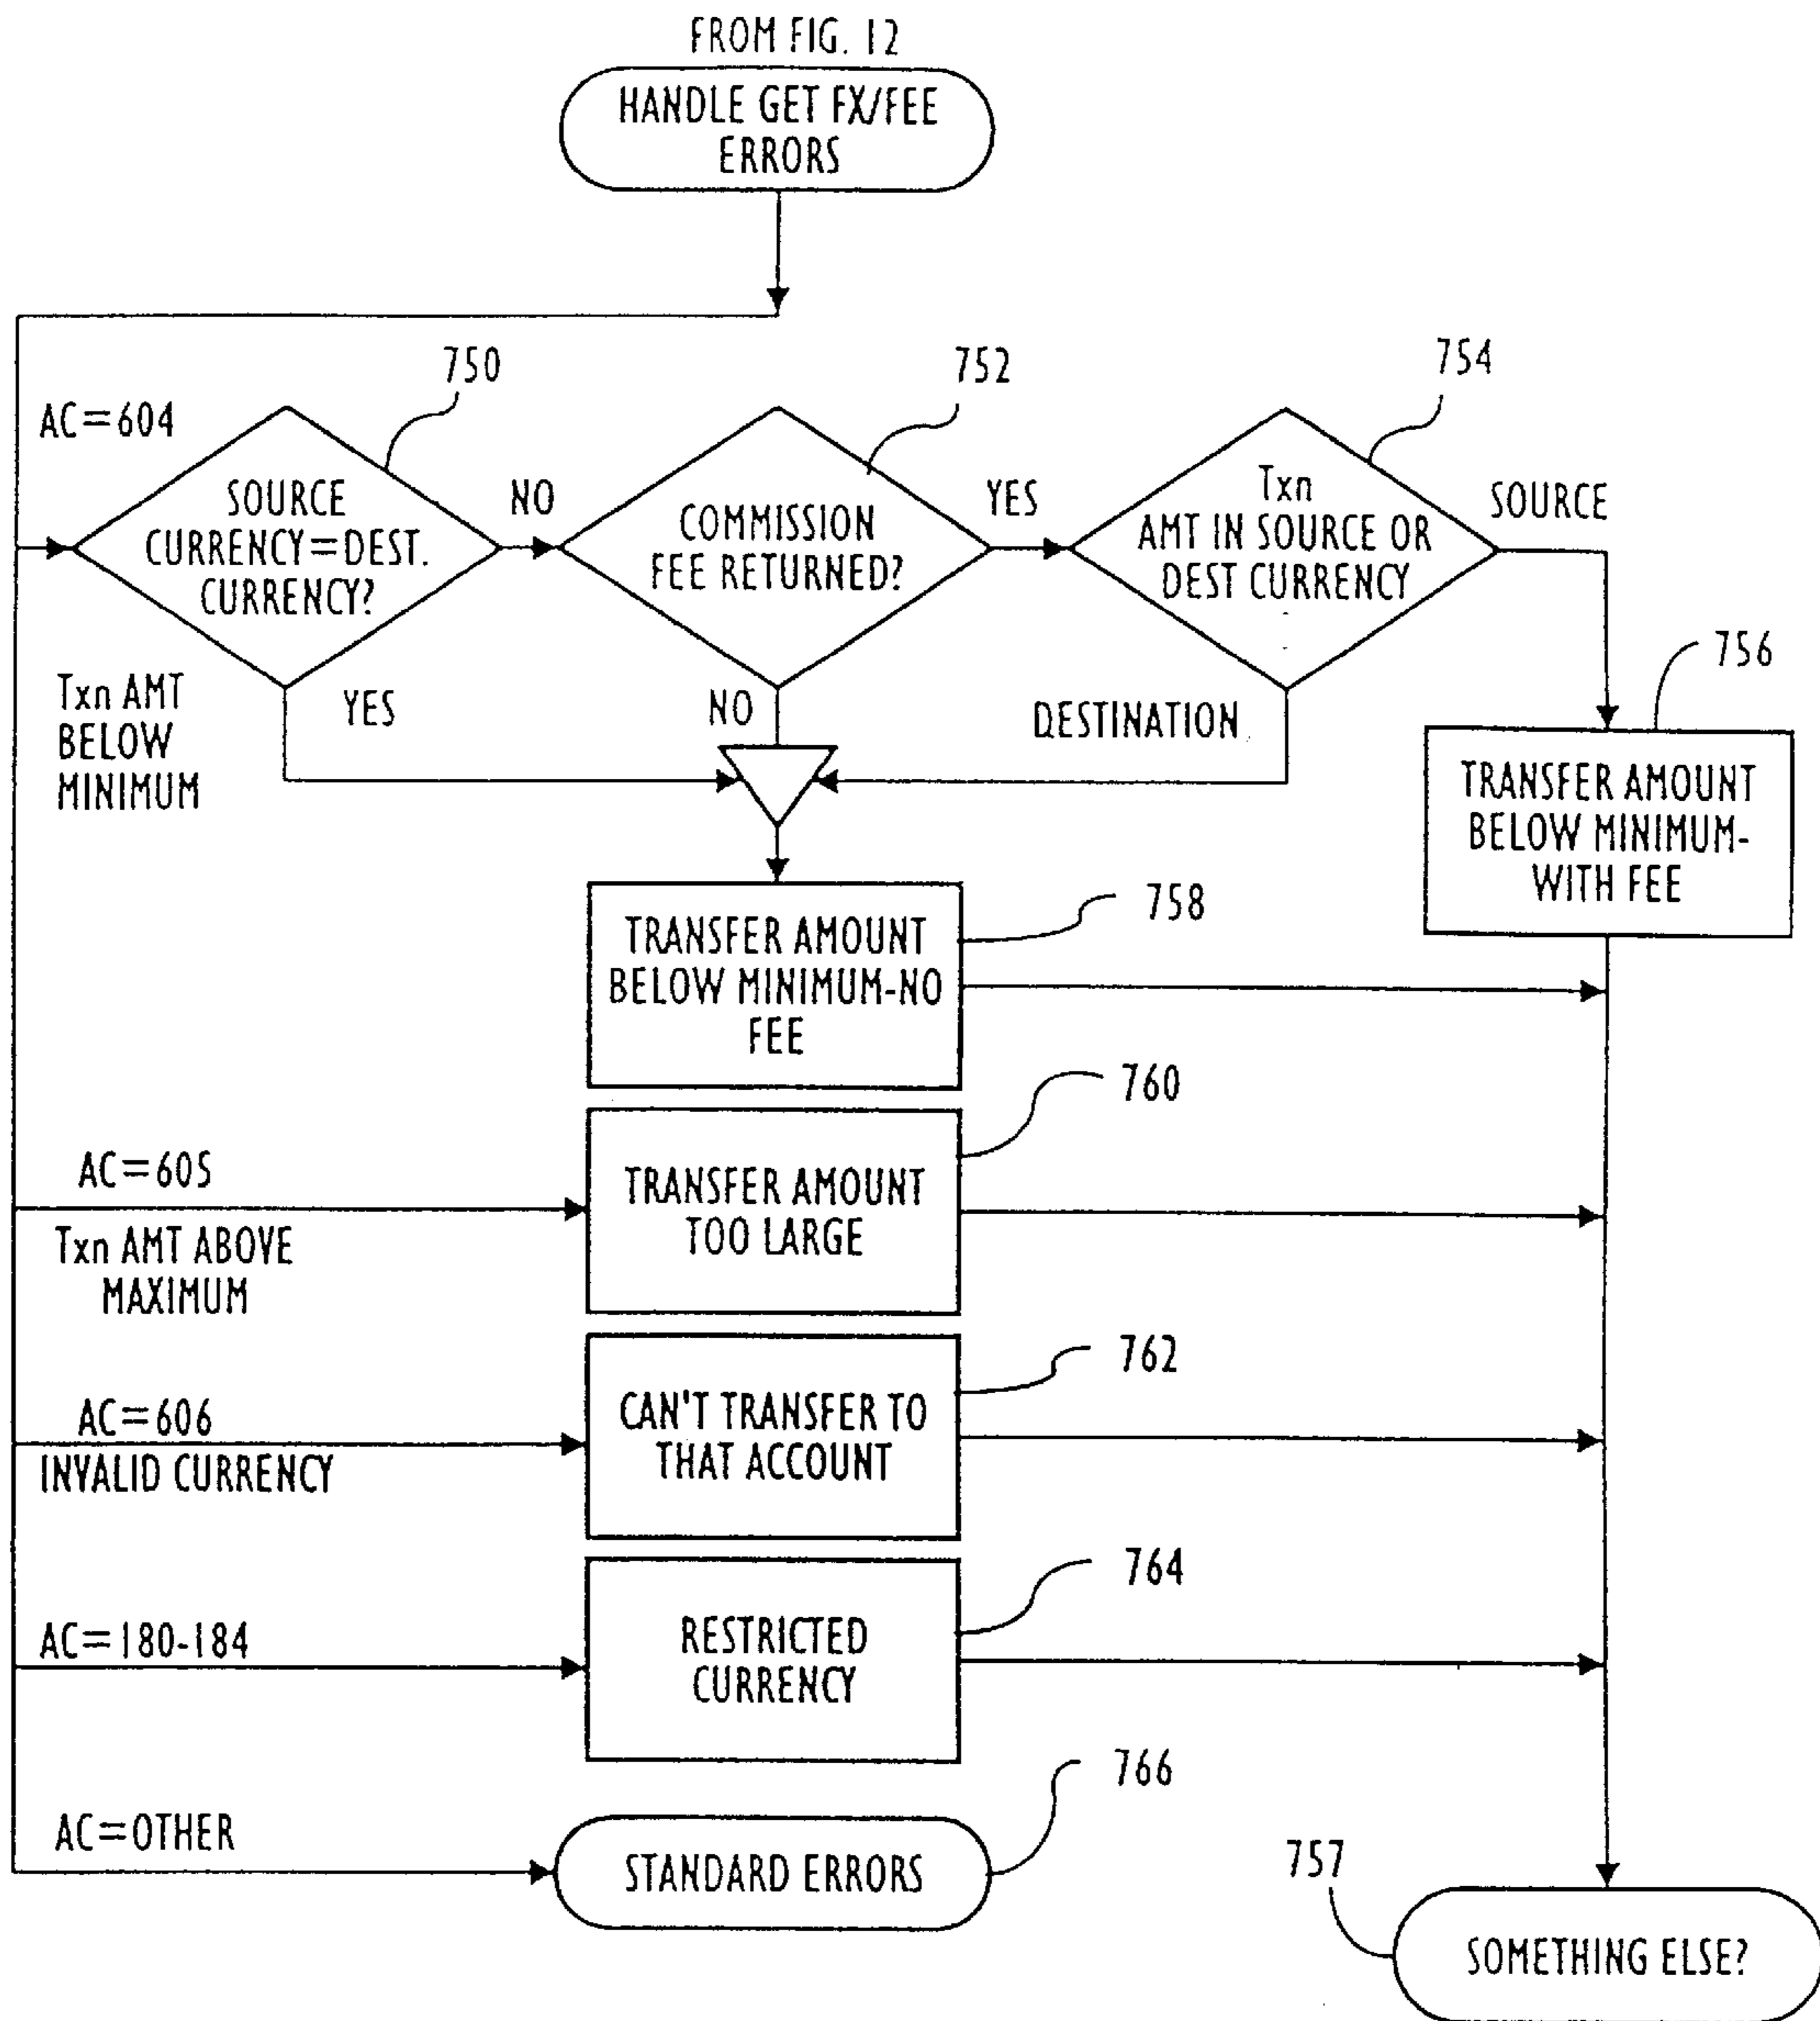 FROM FIG. 12
HANDLE GET FX/FEE
ERRORS
750
752
754
AC=604
SOURCE
CURRENCY=DEST.
CURRENCY?
NO
COMMISSION
FEE RETURNED?
YES
Txn
AMT IN SOURCE OR
DEST CURRENCY
SOURCE
756
Txn AMT
BELOW
MINIMUM
YES
NO
DESTINATION
TRANSFER AMOUNT
BELOW MINIMUM-
WITH FEE
758
TRANSFER AMOUNT
BELOW MINIMUM-NO
FEE
760
AC=605
Txn AMT ABOVE
MAXIMUM
TRANSFER AMOUNT
TOO LARGE
762
AC=606
INVALID CURRENCY
CAN'T TRANSFER TO
THAT ACCOUNT
764
AC=180-184
RESTRICTED
CURRENCY
766
AC=OTHER
STANDARD ERRORS
757
SOMETHING ELSE?